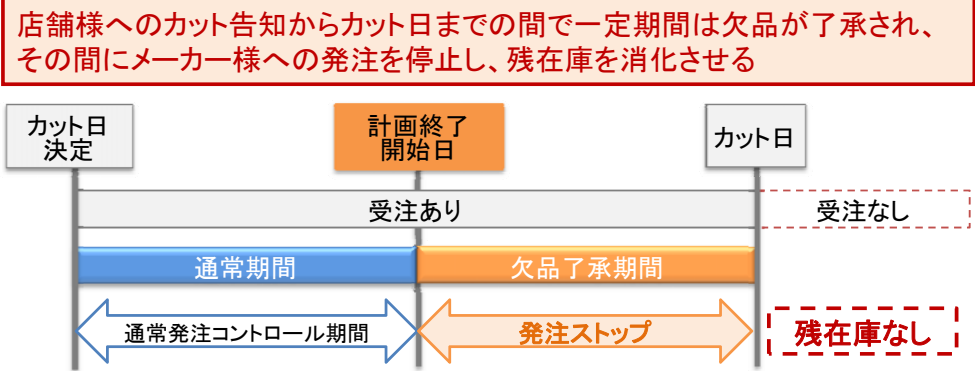 店舗様へのカット告知からカット日までの間で一定期間は欠品が了承され、
その間にメーカー様への発注を停止し、残在庫を消化させる
カット日
決定
計画終了
開始日
カット日
受注あり
受注なし
通常期間
欠品了承期間
通常発注コントロール期間
発注ストップ
残在庫なし